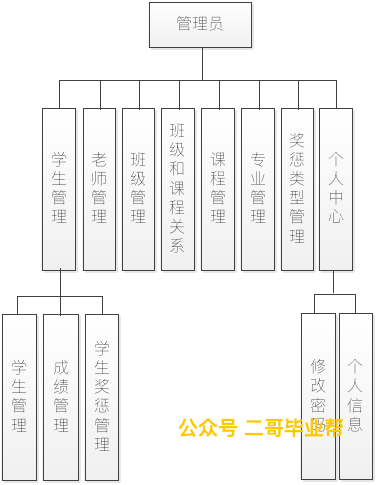 管理员
学生管理
老师管理
班级管理
班级和课程关系
课程管理
专业管理
奖惩类型管理
个人中心
学生管理
成绩管理
学生奖惩管理
修改密码
个人信息
公众号 二哥毕业帮